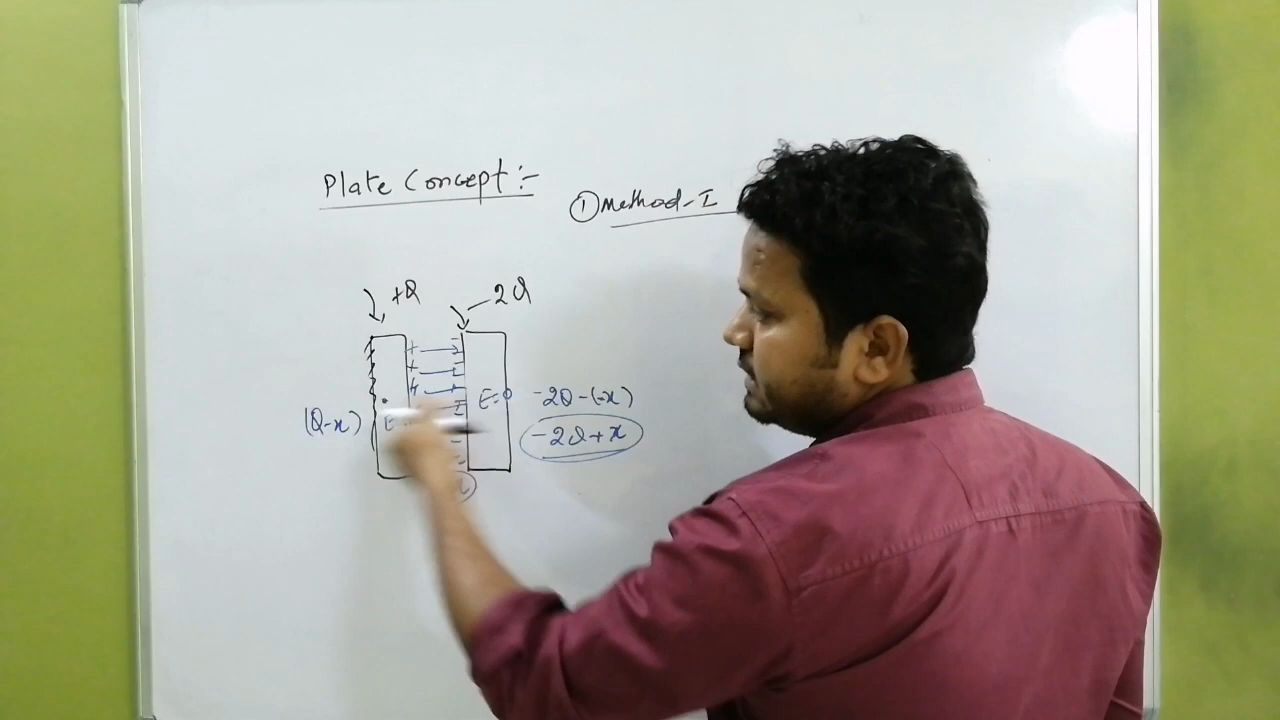 Plate Concept :-
① Method-I
+Q
2Q
+
+
+
E=0
-2Q-(-x)
(Q-x)
E
-2Q+x